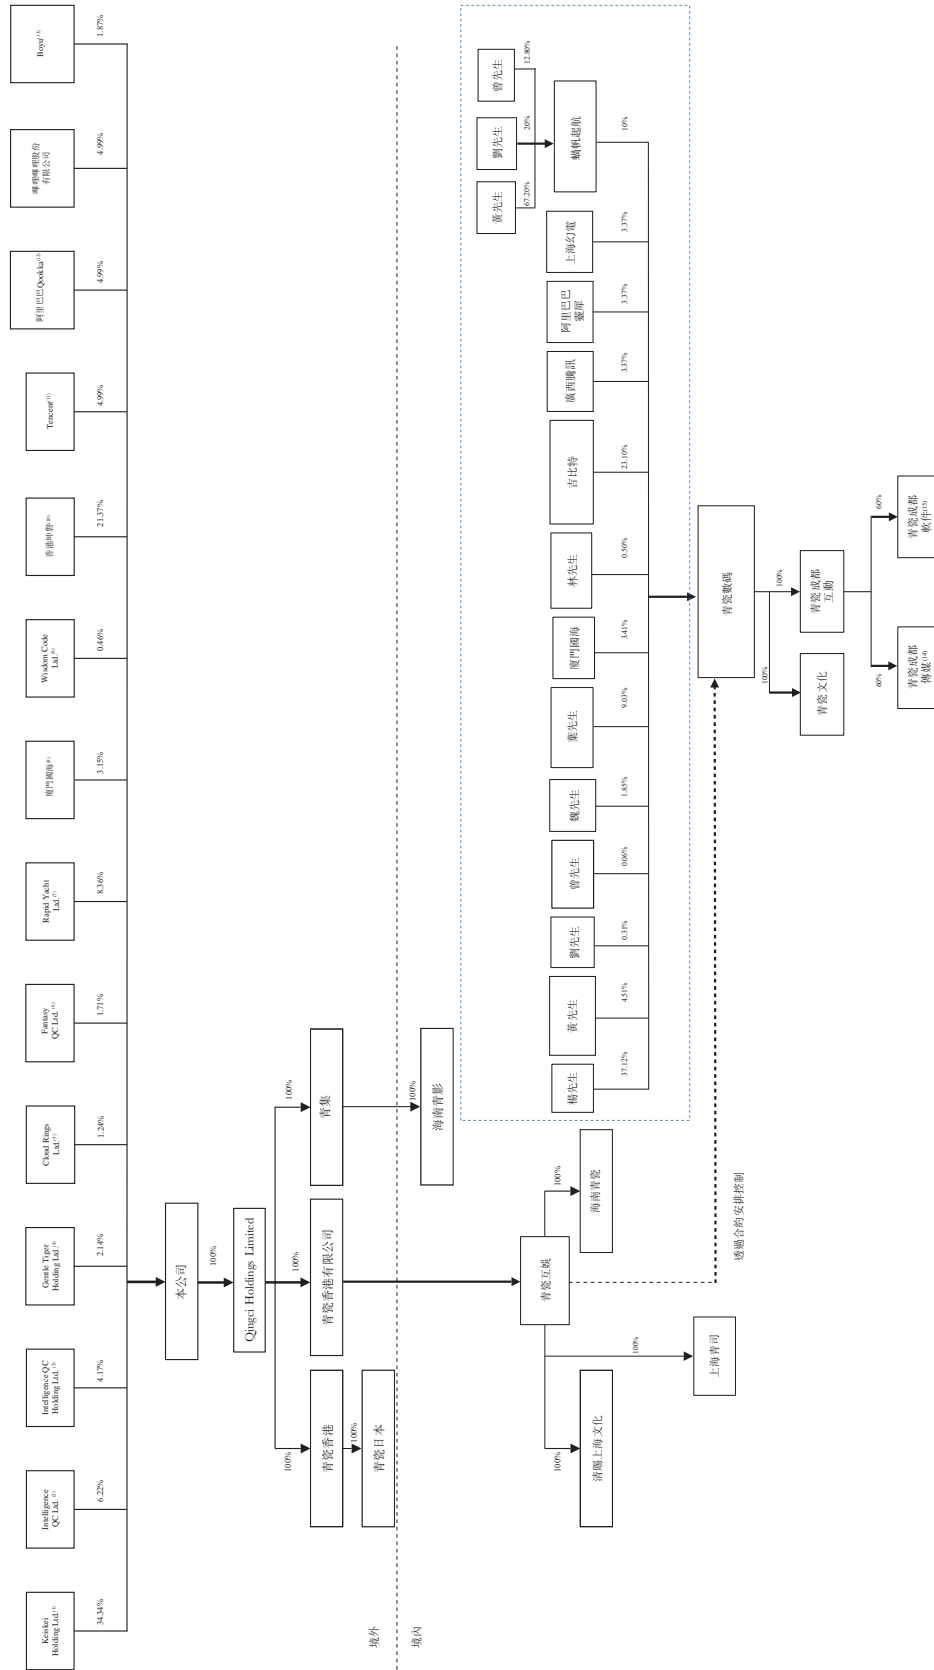 Keiskei
Holding Ltd.⁽¹⁾
34.34%
Intelligence
QC Ltd. ⁽²⁾
6.22%
Intelligence QC
Holding Ltd. ⁽³⁾
4.17%
Gentle Tiger
Holding Ltd.⁽⁴⁾
2.14%
Cloud Rings
Ltd.⁽⁵⁾
1.24%
Fantasy
QC Ltd. ⁽⁶⁾
1.71%
Rapid Yacht
Ltd.⁽⁷⁾
8.36%
廈門國海⁽⁸⁾
3.15%
Wisdom Code
Ltd.⁽⁹⁾
0.46%
香港坤磐⁽¹⁰⁾
21.37%
Tencent⁽¹¹⁾
4.99%
阿里巴巴Qookka⁽¹²⁾
4.99%
嗶哩嗶哩股份
有限公司
4.99%
Boyu⁽¹³⁾
1.87%
本公司
100%
Qingci Holdings Limited
100%
100%
100%
青瓷香港
青瓷香港有限公司
青集
100%
青瓷日本
100%
境外
境內
海南青影
黃先生
劉先生
曾先生
67.20%
20%
12.80%
楊先生
黃先生
劉先生
曾先生
魏先生
葉先生
廈門國海
林先生
吉比特
廣西騰訊
阿里巴巴
靈犀
上海幻電
蝸帆起航
37.12%
4.51%
0.31%
0.06%
1.85%
9.03%
3.41%
0.50%
23.10%
3.37%
3.37%
3.37%
10%
青瓷互娛
100%
100%
100%
清賜上海文化
海南青瓷
上海青司
透過合約安排控制
青瓷數碼
100%
100%
青瓷文化
青瓷成都
互動
60%
60%
青瓷成都
傳媒⁽¹⁴⁾
青瓷成都
軟件⁽¹⁵⁾